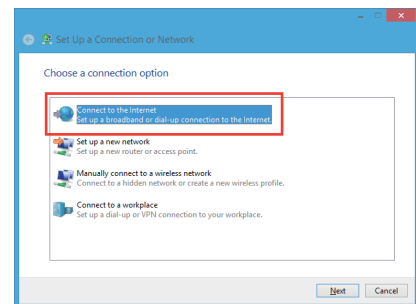 Set Up a Connection or Network
Choose a connection option
Connect to the Internet
Set up a broadband or dial-up connection to the Internet.
Set up a new network
Set up a new router or access point.
Manually connect to a wireless network
Connect to a hidden network or create a new wireless profile.
Connect to a workplace
Set up a dial-up or VPN connection to your workplace.
Next Cancel